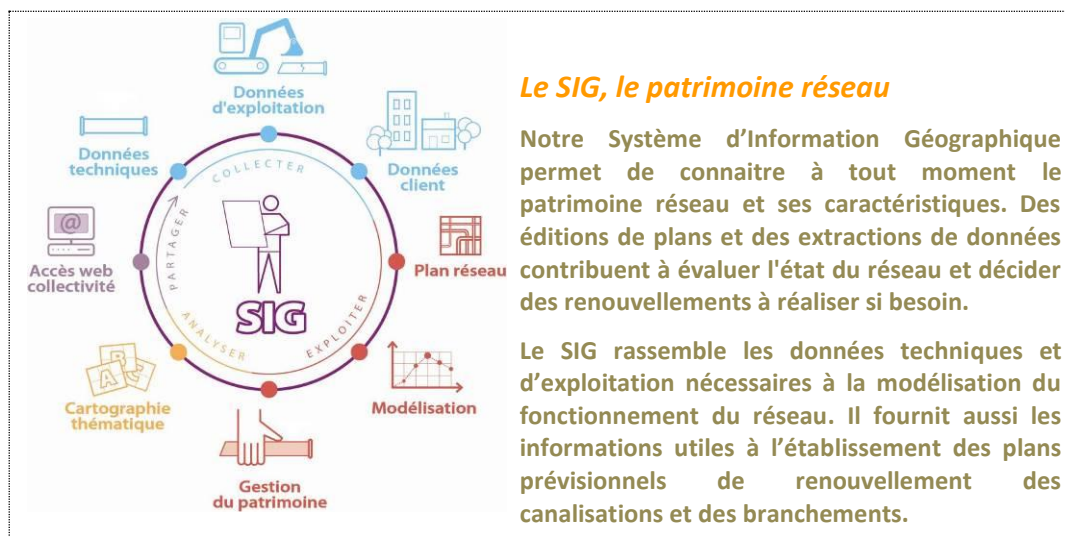 Données
d'exploitation
Données
techniques
Données
client
COLLECTER
PARTAGER
@
Accès web
collectivité
Plan réseau
SIG
ANALYSER
EXPLOITER
B
A
C
Cartographie
thématique
Modélisation
Gestion
du patrimoine
Le SIG, le patrimoine réseau
Notre Système d’Information Géographique
permet de connaitre à tout moment le
patrimoine réseau et ses caractéristiques. Des
éditions de plans et des extractions de données
contribuent à évaluer l'état du réseau et décider
des renouvellements à réaliser si besoin.
Le SIG rassemble les données techniques et
d’exploitation nécessaires à la modélisation du
fonctionnement du réseau. Il fournit aussi les
informations utiles à l’établissement des plans
prévisionnels de renouvellement des
canalisations et des branchements.